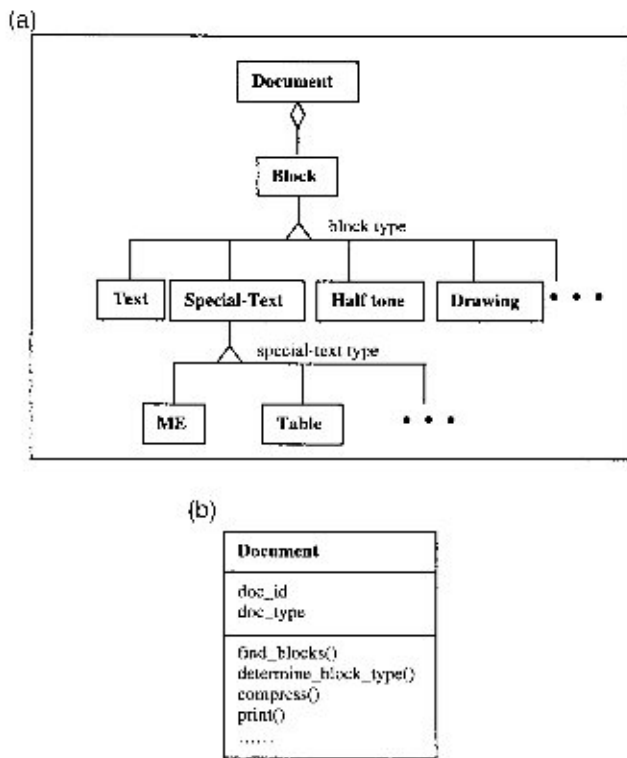 (a)
Document
Block
block type
Text Special-Text Half tone Drawing • • •
special-text type
ME Table • • •
(b)
Document
doc_id
doc_type
find_blocks()
determine_block_type()
compress()
print()
......